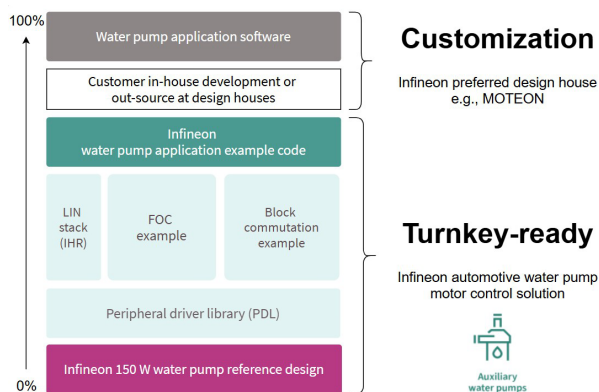 100%
Water pump application software
Customer in-house development or
out-source at design houses
Customization
Infineon preferred design house
e.g., MOTEON
Infineon
water pump application example code
LIN
stack
(IHR)
FOC
example
Block
commutation
example
Peripheral driver library (PDL)
Infineon 150 W water pump reference design
0%
Turnkey-ready
Infineon automotive water pump
motor control solution
Auxiliary
water pumps